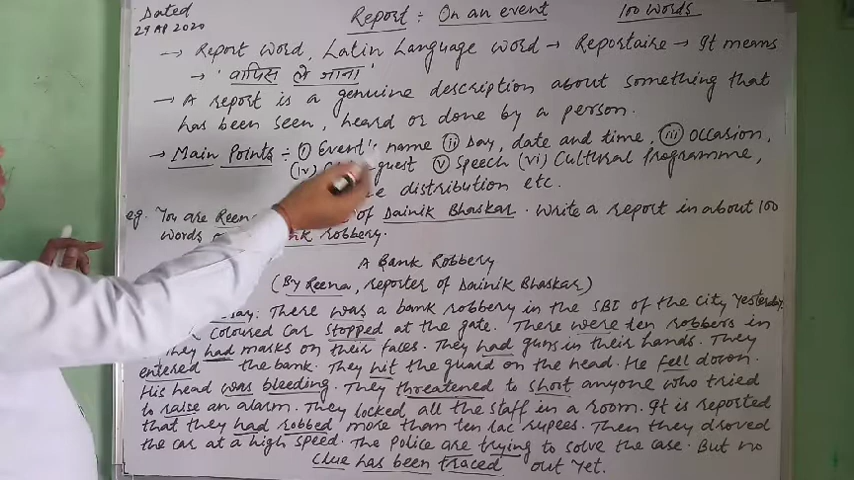 Dated
29 AP 2020
Report ÷ On an event 100 words
→ Report word, Latin Language word → Reportaire → It means
→ 'वापिस ले जाना'
→ A report is a genuine description about something that
has been seen, heard or done by a person.
→ Main Points ÷ (i) Event's name (ii) Day, date and time, (iii) Occasion,
(iv) guest (v) Speech (vi) Cultural Programme,
distribution etc.
eg. You are Reena of Dainik Bhaskar. Write a report in about 100
words robbery.
A Bank Robbery
(By Reena, reporter of Dainik Bhaskar)
There was a bank robbery in the SBI of the city yesterday.
coloured car stopped at the gate. There were ten robbers in
They had masks on their faces. They had guns in their hands. They
entered the bank. They hit the guard on the head. He fell down.
His head was bleeding. They threatened to shoot anyone who tried
to raise an alarm. They locked all the staff in a room. It is reported
that they had robbed more than ten lac rupees. Then they droved
the car at a high speed. The police are trying to solve the case. But no
clue has been traced out yet.